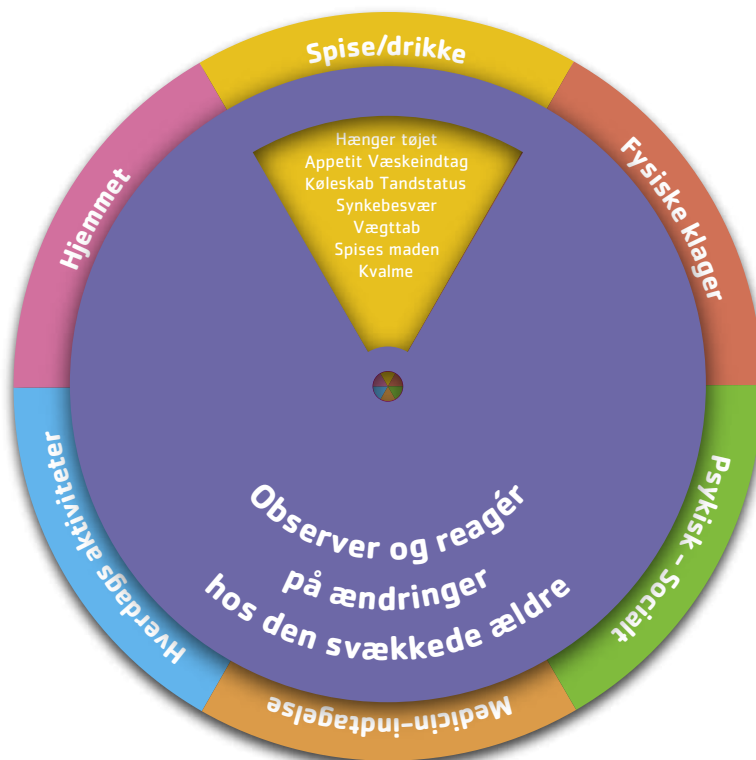 Spise/drikke
Fysiske klager
Psykisk - Socialt
Medicin-indtagelse
Hverdags aktiviteter
Hjemmet
Hænger tøjet
Appetit Væskeindtag
Køleskab Tandstatus
Synkebesvær
Vægttab
Spises maden
Kvalme
Observer og reagér
på ændringer
hos den svækkede ældre